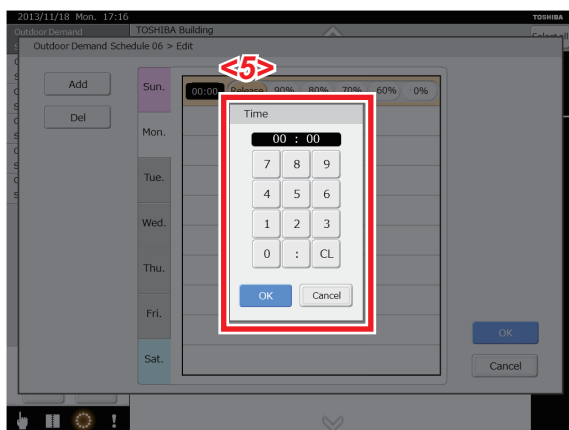 2013/11/18 Mon. 17:16 TOSHIBA
Outdoor Demand TOSHIBA Building
Outdoor Demand Schedule 06 > Edit
<5>
Add
Del
Sun.
Mon.
Tue.
Wed.
Thu.
Fri.
Sat.
00:00 Release 90% 80% 70% 60% 0%
Time
00 : 00
7 8 9
4 5 6
1 2 3
0 : CL
OK Cancel
OK
Cancel